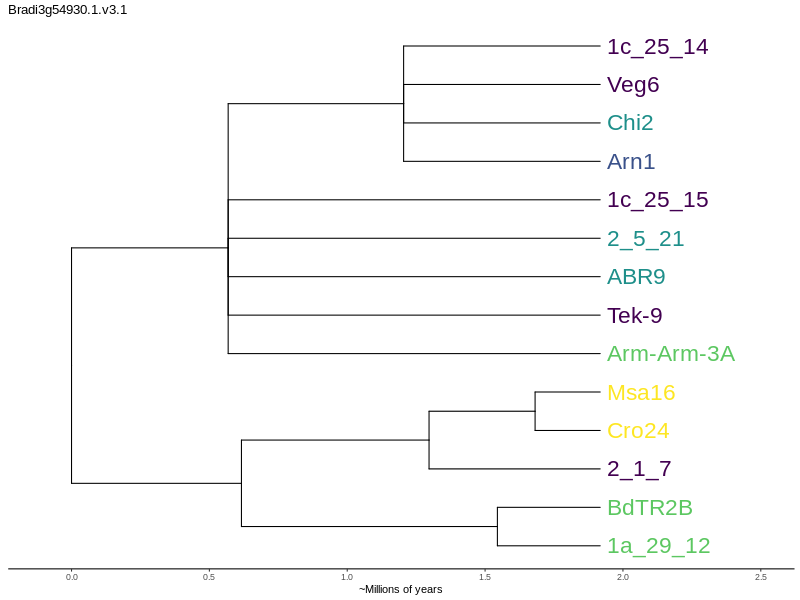 Bradi3g54930.1.v3.1
1c_25_14
Veg6
Chi2
Arn1
1c_25_15
2_5_21
ABR9
Tek-9
Arm-Arm-3A
Msa16
Cro24
2_1_7
BdTR2B
1a_29_12
0.0 0.5 1.0 1.5 2.0 2.5
~Millions of years